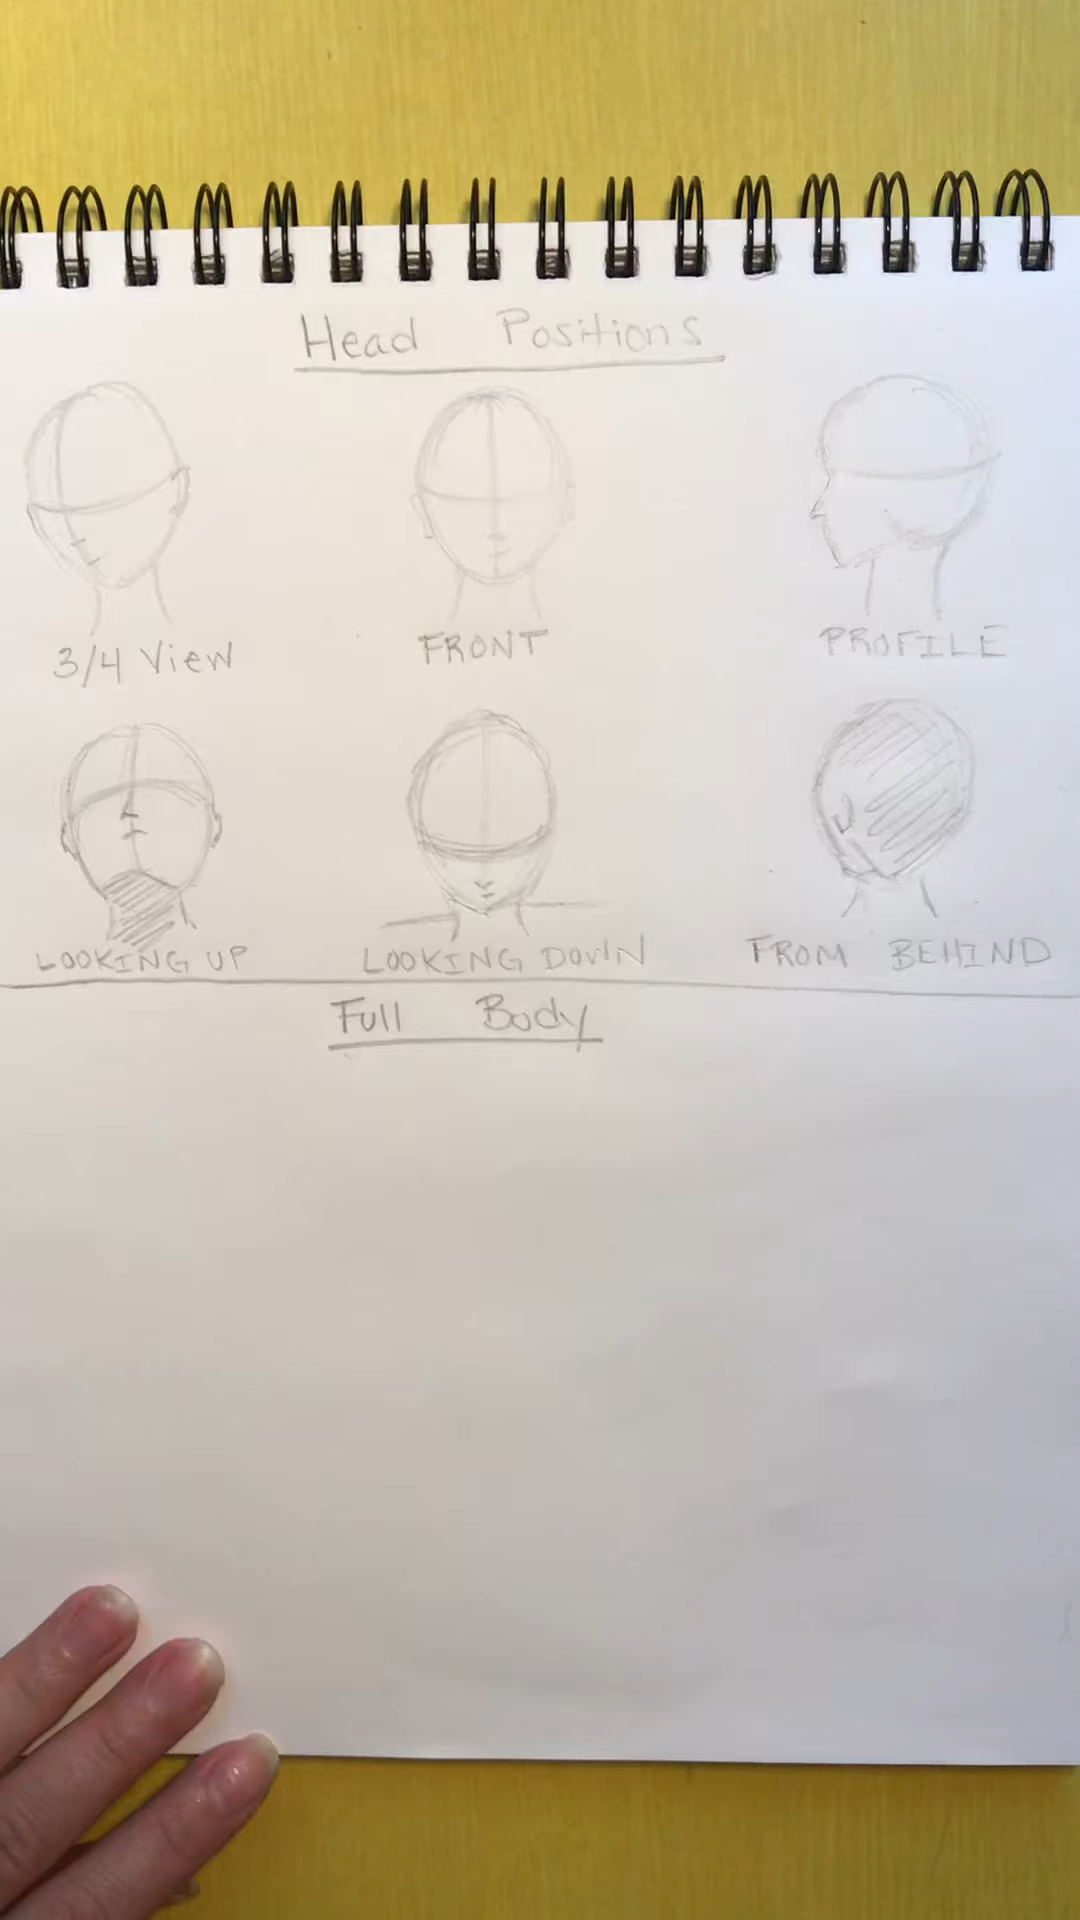 Head Positions
3/4 View
FRONT
PROFILE
LOOKING UP
LOOKING DOWN
FROM BEHIND
Full Body